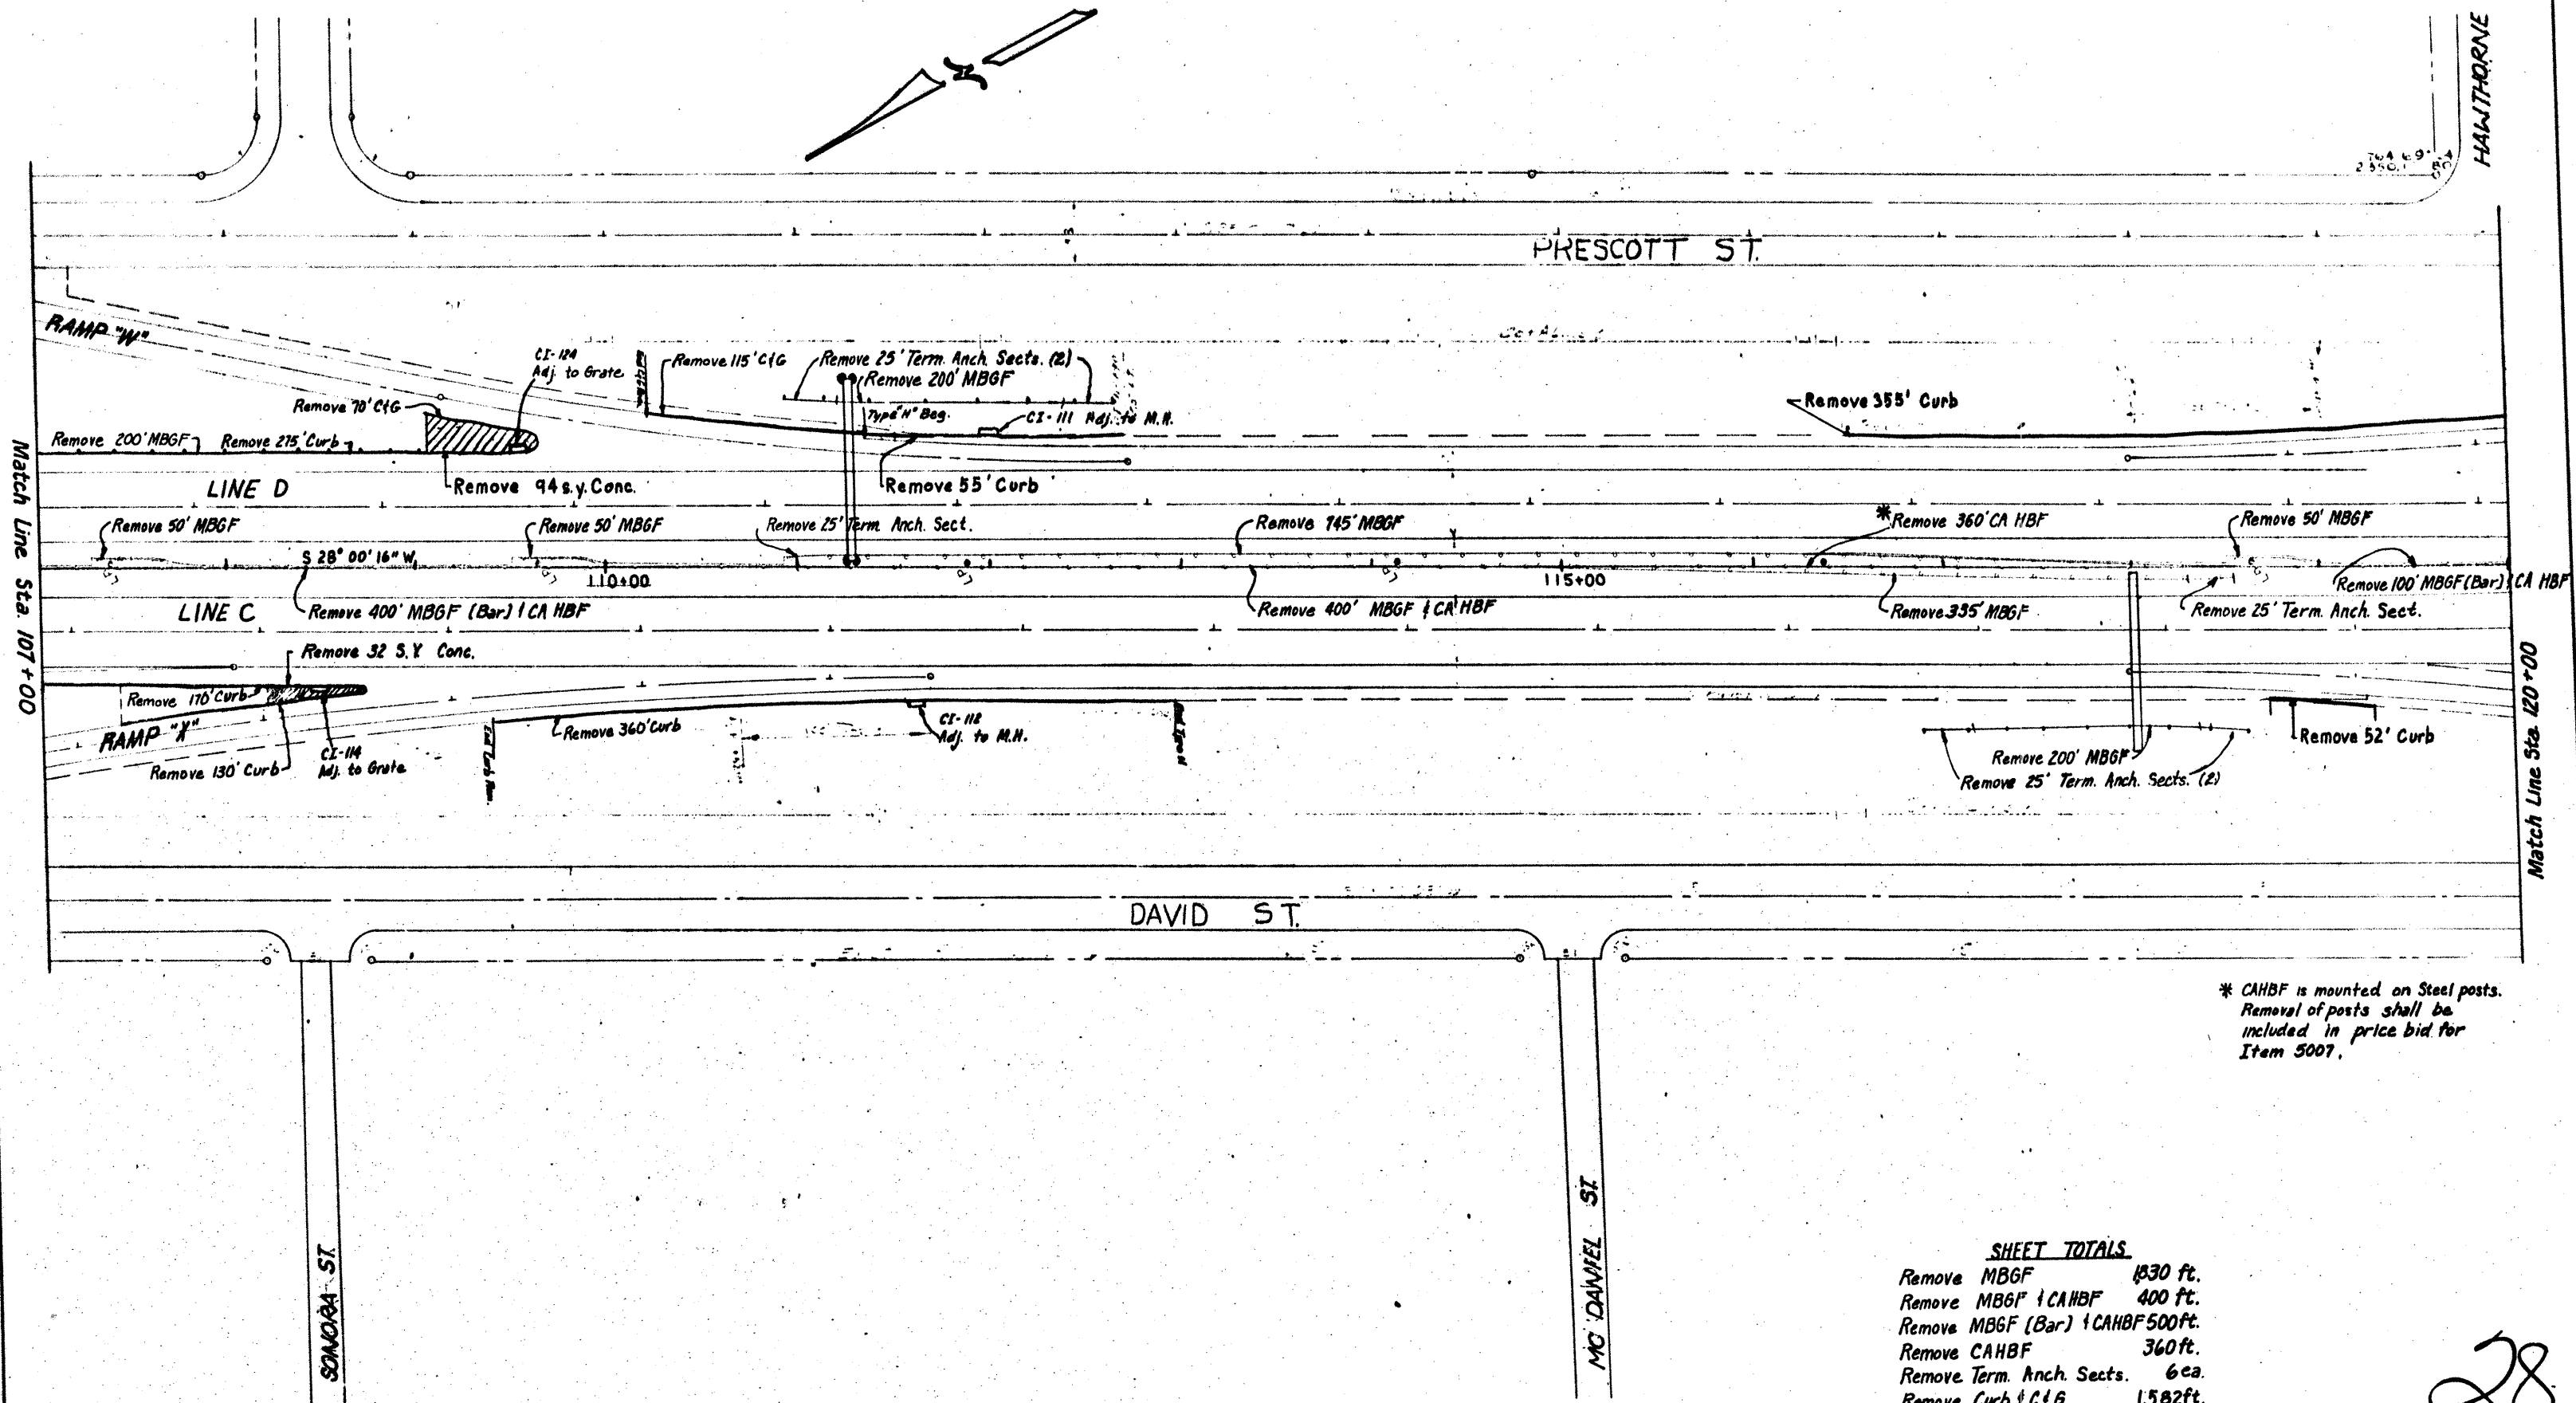 HAWTHORNE
PRESCOTT ST.
RAMP "W"
CI-124
Adj. to Grate
Remove 115' C&G
Remove 25' Term. Anch. Sects. (2)
Remove 200' MBGF
Remove 70' C&G
Type "H" Beg.
CI-111 Adj. to M.H.
Remove 355' Curb
Remove 200' MBGF
Remove 275' Curb
LINE D
Remove 94 s.y. Conc.
Remove 55' Curb
Remove 50' MBGF
Remove 50' MBGF
Remove 25' Term. Anch. Sect.
Remove 745' MBGF
* Remove 360' CA HBF
Remove 50' MBGF
S 28° 00' 16" W
110+00
115+00
Remove 100' MBGF (Bar) & CA HBF
LINE C
Remove 400' MBGF (Bar) & CA HBF
Remove 400' MBGF & CA HBF
Remove 335' MBGF
Remove 25' Term. Anch. Sect.
Match Line Sta. 107+00
Match Line Sta. 120+00
Remove 32 S.Y. Conc.
Remove 170' Curb
RAMP "X"
Remove 130' Curb
CI-114
Adj. to Grate
Remove 360' Curb
CI-112
Adj. to M.H.
Remove 200' MBGF
Remove 25' Term. Anch. Sects. (2)
Remove 52' Curb
DAVID ST.
* CAHBF is mounted on Steel posts.
Removal of posts shall be
included in price bid for
Item 5007.
SONORA ST.
MC DANIEL ST.
SHEET TOTALS
Remove MBGF 1830 ft.
Remove MBGF & CAHBF 400 ft.
Remove MBGF (Bar) & CAHBF 500 ft.
Remove CAHBF 360 ft.
Remove Term. Anch. Sects. 6 ea.
Remove Curb & C&G 1582 ft.
28